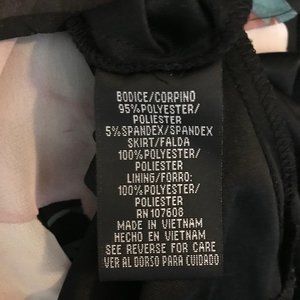 BODICE/CORPINO
95% POLYESTER/
POLIESTER
5% SPANDEX/SPANDEX
SKIRT/FALDA
100% POLYESTER/
POLIESTER
LINING/FORRO:
100% POLYESTER/
POLIESTER
RN 107608
MADE IN VIETNAM
HECHO EN VIETNAM
SEE REVERSE FOR CARE
VER AL DORSO PARA CUIDADO